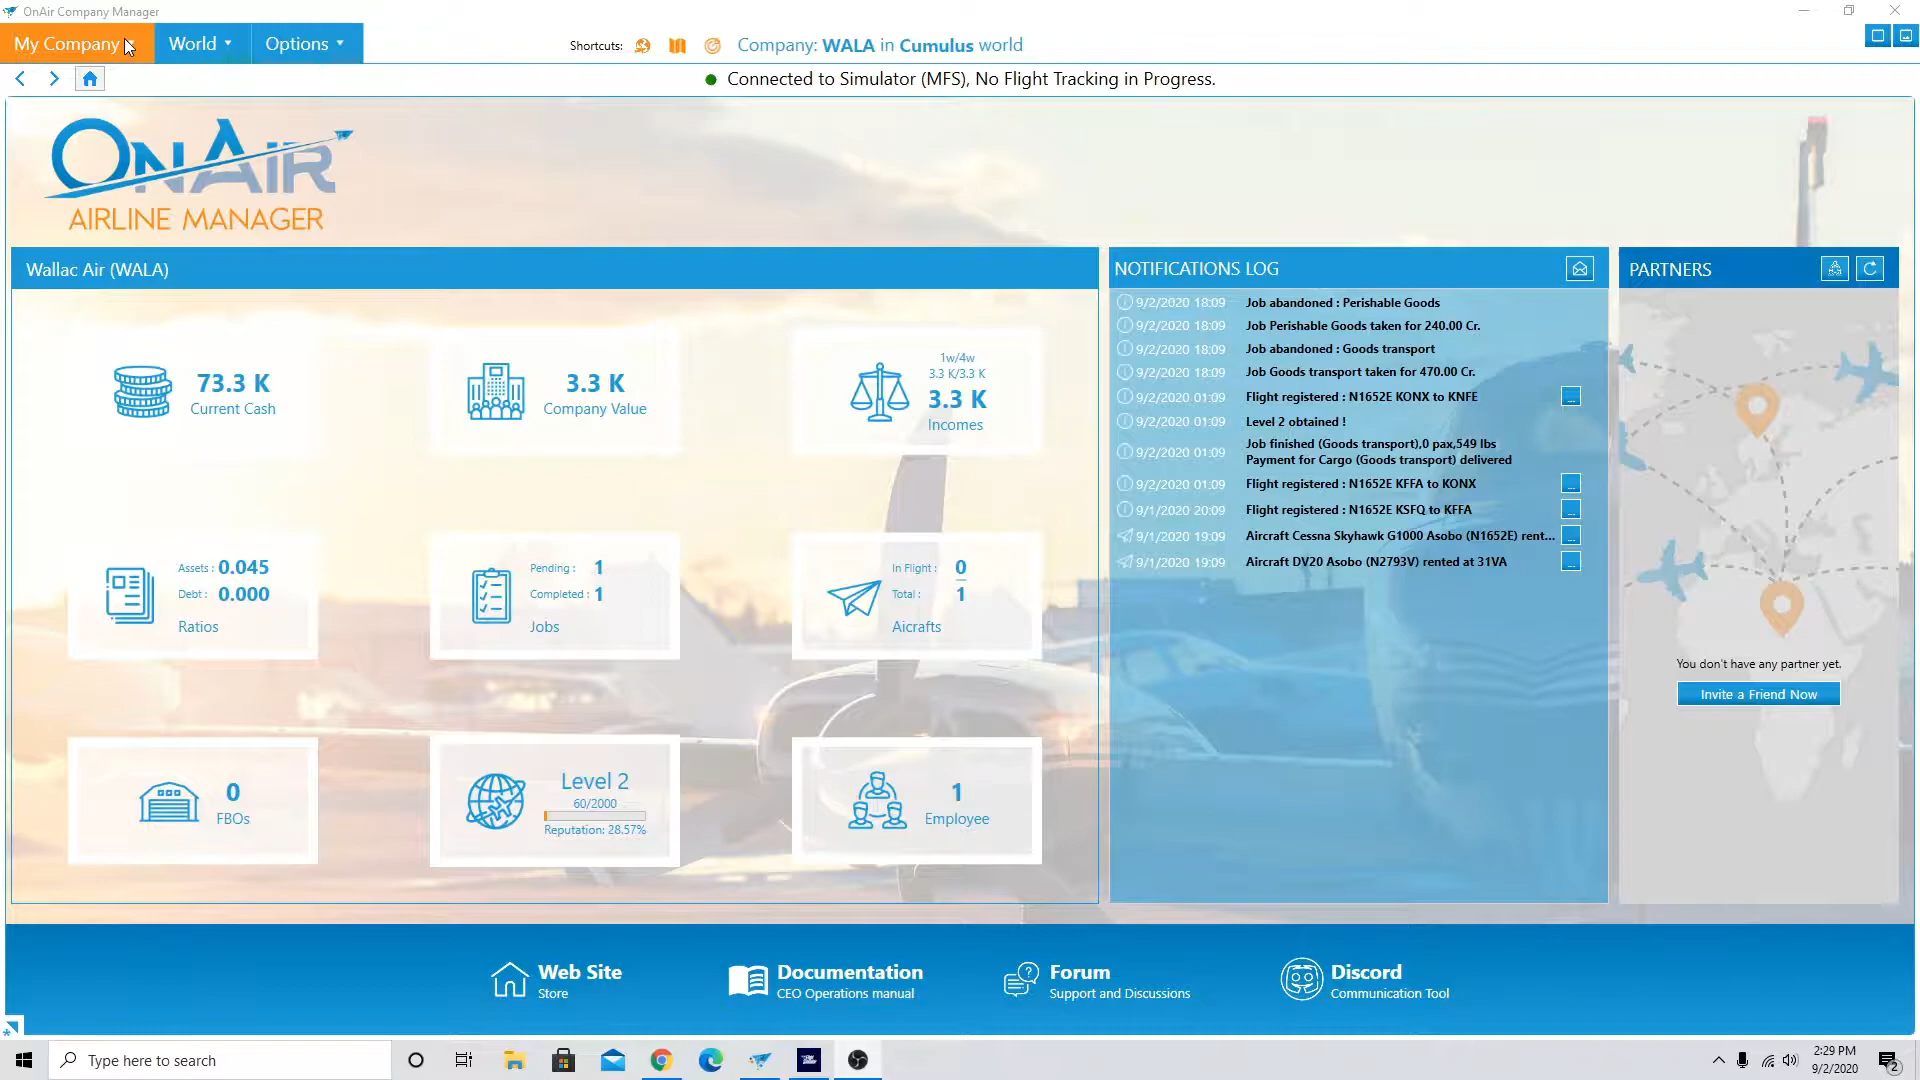 OnAir Company Manager
My Company
World
Options
Shortcuts:
Company: WALA in Cumulus world
Connected to Simulator (MFS), No Flight Tracking in Progress.
OnAir
AIRLINE MANAGER
Wallac Air (WALA)
73.3 K
Current Cash
3.3 K
Company Value
1w/4w
3.3 K/3.3 K
3.3 K
Incomes
Assets : 0.045
Debt : 0.000
Ratios
Pending : 1
Completed : 1
Jobs
In Flight : 0
Total : 1
Aicrafts
0
FBOs
Level 2
60/2000
Reputation: 28.57%
1
Employee
NOTIFICATIONS LOG
9/2/2020 18:09 Job abandoned : Perishable Goods
9/2/2020 18:09 Job Perishable Goods taken for 240.00 Cr.
9/2/2020 18:09 Job abandoned : Goods transport
9/2/2020 18:09 Job Goods transport taken for 470.00 Cr.
9/2/2020 01:09 Flight registered : N1652E KONX to KNFE ...
9/2/2020 01:09 Level 2 obtained !
9/2/2020 01:09 Job finished (Goods transport),0 pax,549 lbs
Payment for Cargo (Goods transport) delivered
9/2/2020 01:09 Flight registered : N1652E KFFA to KONX ...
9/1/2020 20:09 Flight registered : N1652E KSFQ to KFFA ...
9/1/2020 19:09 Aircraft Cessna Skyhawk G1000 Asobo (N1652E) rent... ...
9/1/2020 19:09 Aircraft DV20 Asobo (N2793V) rented at 31VA ...
PARTNERS
You don't have any partner yet.
Invite a Friend Now
Web Site
Store
Documentation
CEO Operations manual
Forum
Support and Discussions
Discord
Communication Tool
Type here to search
2:29 PM
9/2/2020
2